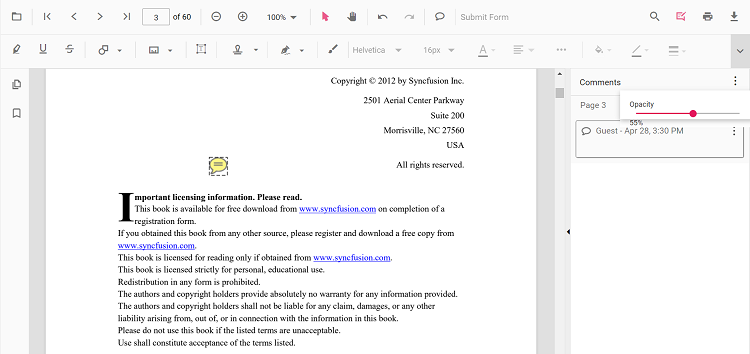 3 of 60 100% Submit Form
Helvetica 16px A
Copyright © 2012 by Syncfusion Inc.
2501 Aerial Center Parkway
Suite 200
Morrisville, NC 27560
USA
All rights reserved.
Important licensing information. Please read.
This book is available for free download from www.syncfusion.com on completion of a
registration form.
If you obtained this book from any other source, please register and download a free copy from
www.syncfusion.com.
This book is licensed for reading only if obtained from www.syncfusion.com.
This book is licensed strictly for personal, educational use.
Redistribution in any form is prohibited.
The authors and copyright holders provide absolutely no warranty for any information provided.
The authors and copyright holders shall not be liable for any claim, damages, or any other
liability arising from, out of, or in connection with the information in this book.
Please do not use this book if the listed terms are unacceptable.
Use shall constitute acceptance of the terms listed.
Comments
Page 3
Opacity
55%
Guest - Apr 28, 3:30 PM